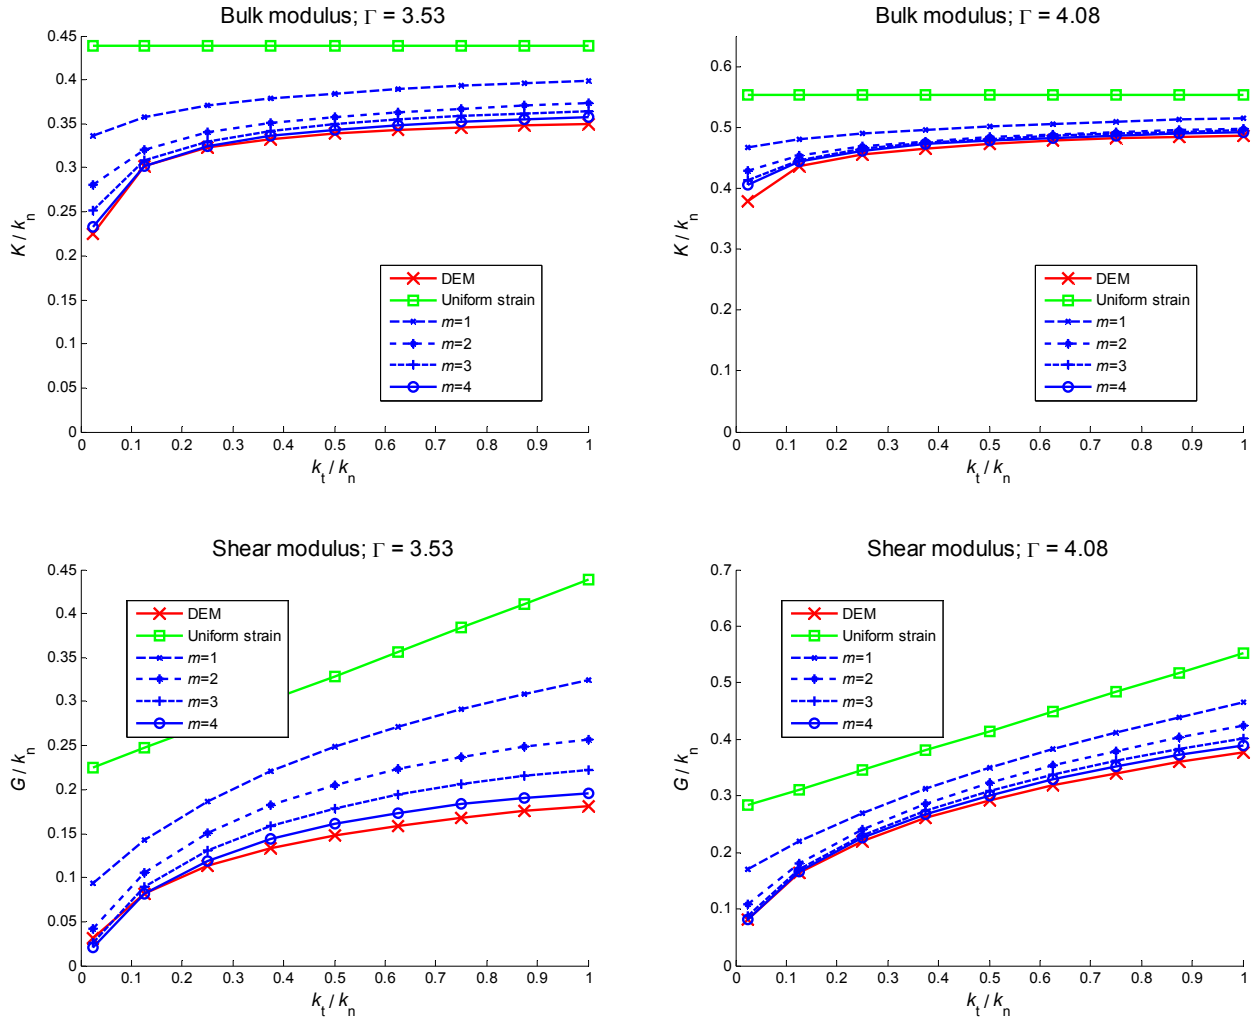 Bulk modulus; Γ = 3.53
0.45
0.4
0.35
0.3
0.25
0.2
0.15
0.1
0.05
0
K / kn
DEM
Uniform strain
m=1
m=2
m=3
m=4
0 0.1 0.2 0.3 0.4 0.5 0.6 0.7 0.8 0.9 1
kt / kn
Bulk modulus; Γ = 4.08
0.6
0.5
0.4
0.3
0.2
0.1
0
K / kn
DEM
Uniform strain
m=1
m=2
m=3
m=4
0 0.1 0.2 0.3 0.4 0.5 0.6 0.7 0.8 0.9 1
kt / kn
Shear modulus; Γ = 3.53
0.45
0.4
0.35
0.3
0.25
0.2
0.15
0.1
0.05
0
G / kn
DEM
Uniform strain
m=1
m=2
m=3
m=4
0 0.1 0.2 0.3 0.4 0.5 0.6 0.7 0.8 0.9 1
kt / kn
Shear modulus; Γ = 4.08
0.7
0.6
0.5
0.4
0.3
0.2
0.1
0
G / kn
DEM
Uniform strain
m=1
m=2
m=3
m=4
0 0.1 0.2 0.3 0.4 0.5 0.6 0.7 0.8 0.9 1
kt / kn